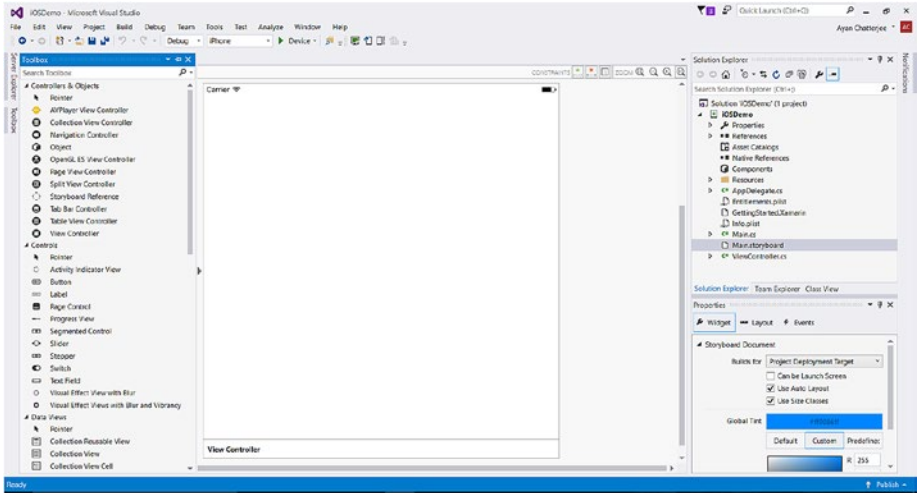 iOSDemo - Microsoft Visual Studio
Quick Launch (Ctrl+Q)
File Edit View Project Build Debug Team Tools Test Analyze Window Help
Ayan Chatterjee
AC
Debug iPhone Device
Server Explorer
Toolbox
Notifications
Toolbox
Search Toolbox
Controllers & Objects
Pointer
AVPlayer View Controller
Collection View Controller
Navigation Controller
Object
OpenGL ES View Controller
Page View Controller
Split View Controller
Storyboard Reference
Tab Bar Controller
Table View Controller
View Controller
Controls
Pointer
Activity Indicator View
Button
Label
Page Control
Progress View
Segmented Control
Slider
Stepper
Switch
Text Field
Visual Effect View with Blur
Visual Effect Views with Blur and Vibrancy
Data Views
Pointer
Collection Reusable View
Collection View
Collection View Cell
CONSTRAINTS
ZOOM
Carrier
View Controller
Solution Explorer
Search Solution Explorer (Ctrl+;)
Solution 'iOSDemo' (1 project)
iOSDemo
Properties
References
Asset Catalogs
Native References
Components
Resources
AppDelegate.cs
Entitlements.plist
GettingStarted.Xamarin
Info.plist
Main.cs
Main.storyboard
ViewController.cs
Solution Explorer Team Explorer Class View
Properties
Widget Layout Events
Storyboard Document
Builds for Project Deployment Target
Can be Launch Screen
Use Auto Layout
Use Size Classes
Global Tint
Default Custom Predefined
R 255
Ready
Publish